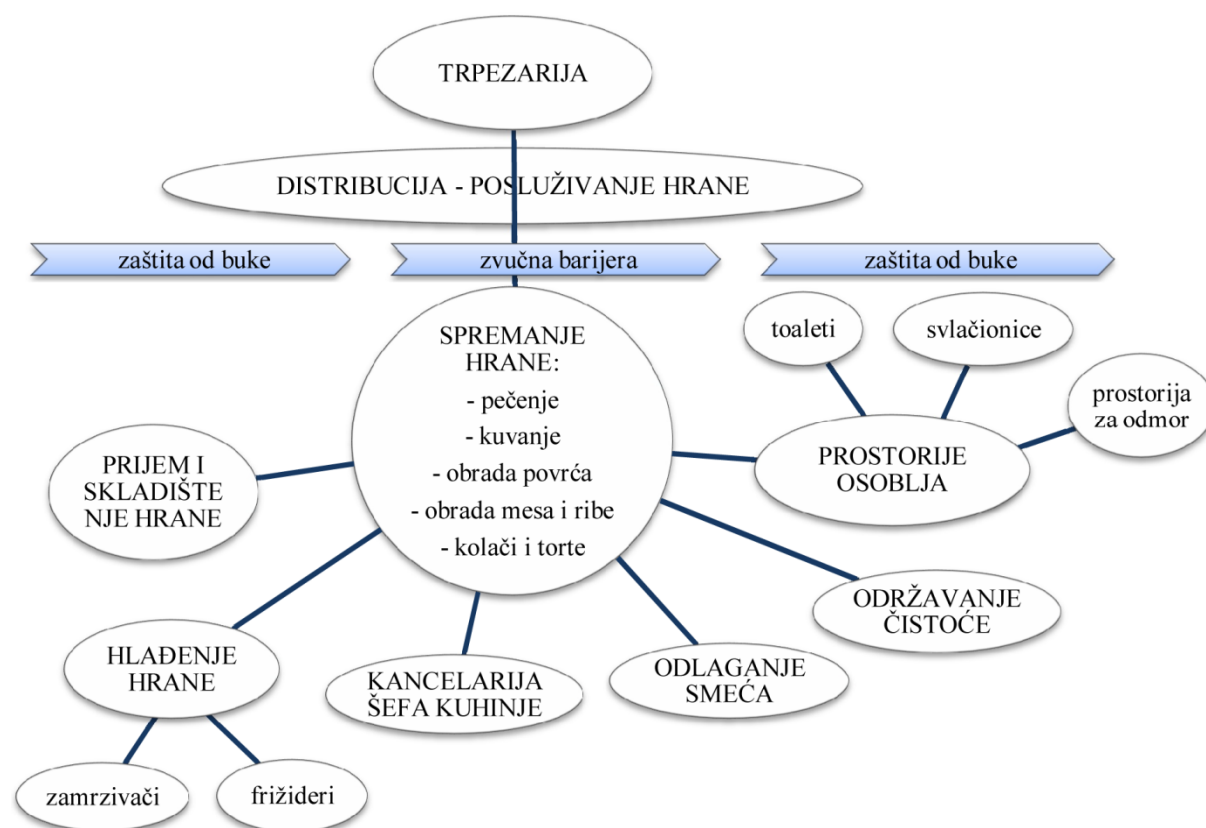 TRPEZARIJA
DISTRIBUCIJA - POSLUŽIVANJE HRANE
zaštita od buke
zvučna barijera
zaštita od buke
SPREMANJE
HRANE:
- pečenje
- kuvanje
- obrada povrća
- obrada mesa i ribe
- kolači i torte
toaleti
svlačionice
prostorija
za odmor
PROSTORIJE
OSOBLJA
PRIJEM I
SKLADIŠTE
NJE HRANE
ODRŽAVANJE
ČISTOĆE
HLAĐENJE
HRANE
KANCELARIJA
ŠEFA KUHINJE
ODLAGANJE
SMEĆA
zamrzivači
frižideri